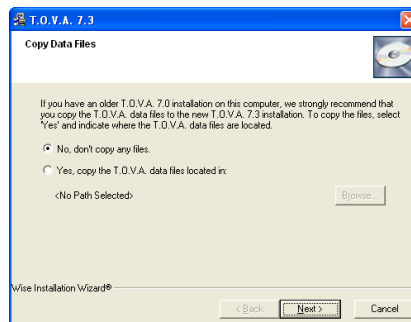 T.O.V.A. 7.3
Copy Data Files
If you have an older T.O.V.A. 7.0 installation on this computer, we strongly recommend that
you copy the T.O.V.A. data files to the new T.O.V.A. 7.3 installation. To copy the files, select
'Yes' and indicate where the T.O.V.A. data files are located.
No, don't copy any files.
Yes, copy the T.O.V.A. data files located in:
<No Path Selected>
Browse...
Wise Installation Wizard®
< Back
Next >
Cancel